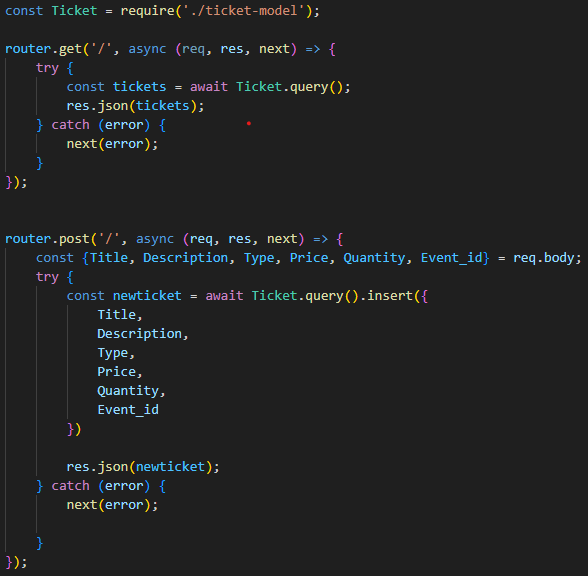 const Ticket = require('./ticket-model');
router.get('/', async (req, res, next) => {
    try {
        const tickets = await Ticket.query();
        res.json(tickets);
    } catch (error) {
        next(error);
    }
});
router.post('/', async (req, res, next) => {
    const {Title, Description, Type, Price, Quantity, Event_id} = req.body;
    try {
        const newticket = await Ticket.query().insert({
            Title,
            Description,
            Type,
            Price,
            Quantity,
            Event_id
        })
        res.json(newticket);
    } catch (error) {
        next(error);
    }
});